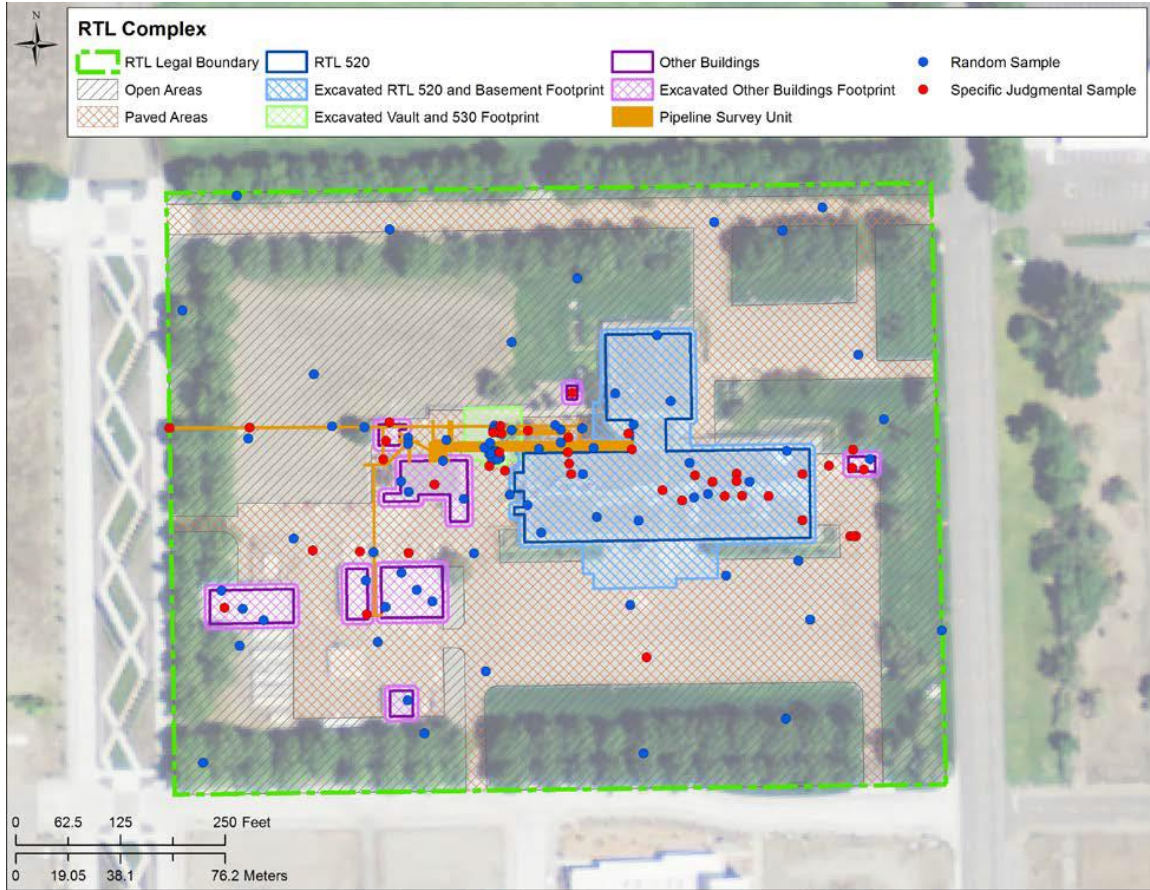 N
RTL Complex
RTL Legal Boundary RTL 520 Other Buildings Random Sample
Open Areas Excavated RTL 520 and Basement Footprint Excavated Other Buildings Footprint Specific Judgmental Sample
Paved Areas Excavated Vault and 530 Footprint Pipeline Survey Unit
0 62.5 125 250 Feet
0 19.05 38.1 76.2 Meters